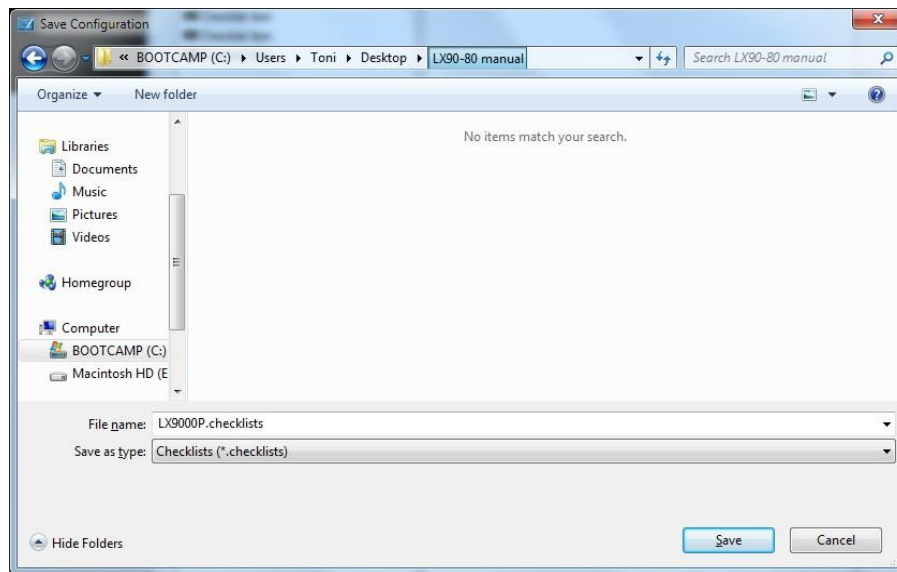 Save Configuration
« BOOTCAMP (C:) Users Toni Desktop LX90-80 manual Search LX90-80 manual
Organize New folder
No items match your search.
Libraries
Documents
Music
Pictures
Videos
Homegroup
Computer
BOOTCAMP (C:)
Macintosh HD (E
File name: LX9000P.checklists
Save as type: Checklists (*.checklists)
Hide Folders Save Cancel